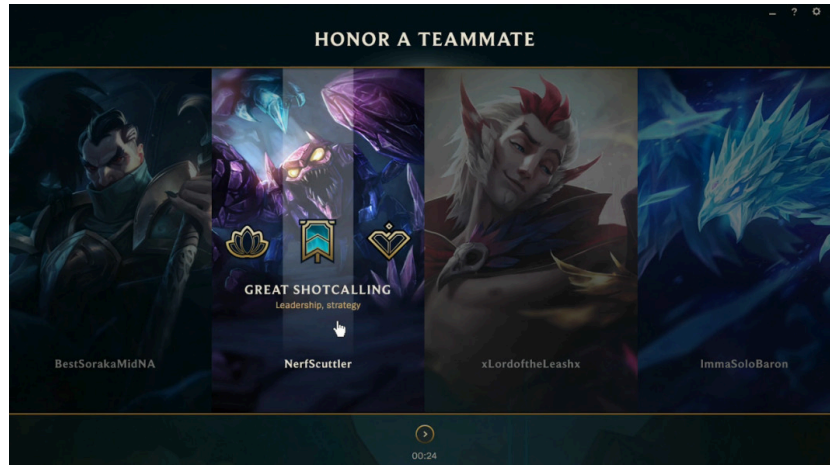 ?
HONOR A TEAMMATE
GREAT SHOTCALLING
Leadership, strategy
BestSorakaMidNA
NerfScuttler
xLordoftheLeashx
ImmaSoloBaron
00:24